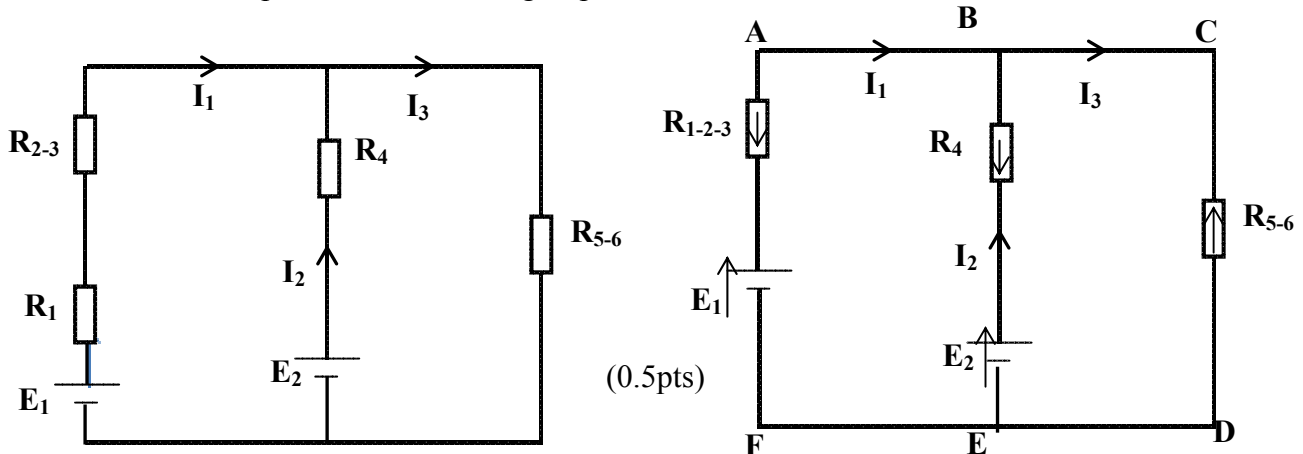 A
B
C
I₁
I₃
I₁
I₃
R₂₋₃
R₄
R₁₋₂₋₃
R₄
R₅₋₆
R₅₋₆
I₂
I₂
R₁
E₁
E₂
E₂
(0.5pts)
E₁
F
E
D